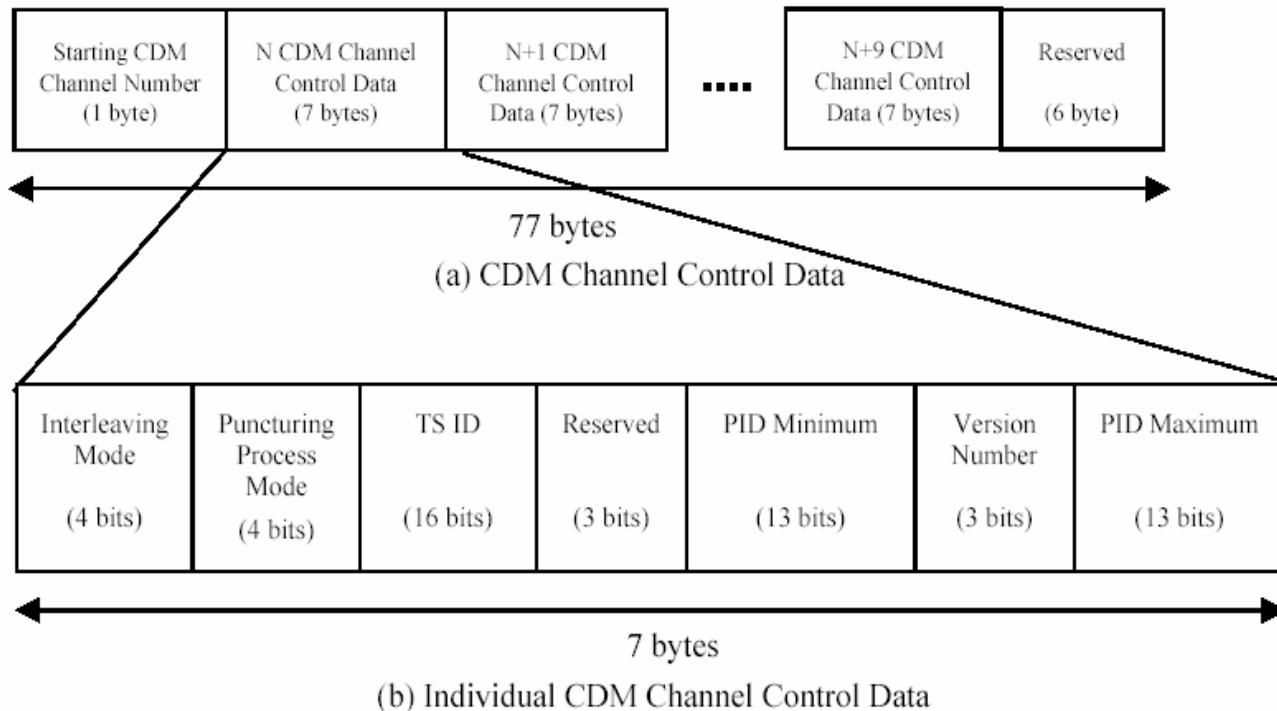 Starting CDM
Channel Number
(1 byte)
N CDM Channel
Control Data
(7 bytes)
N+1 CDM
Channel Control
Data (7 bytes)
N+9 CDM
Channel Control
Data (7 bytes)
Reserved
(6 byte)
77 bytes
(a) CDM Channel Control Data
Interleaving
Mode
(4 bits)
Puncturing
Process
Mode
(4 bits)
TS ID
(16 bits)
Reserved
(3 bits)
PID Minimum
(13 bits)
Version
Number
(3 bits)
PID Maximum
(13 bits)
7 bytes
(b) Individual CDM Channel Control Data